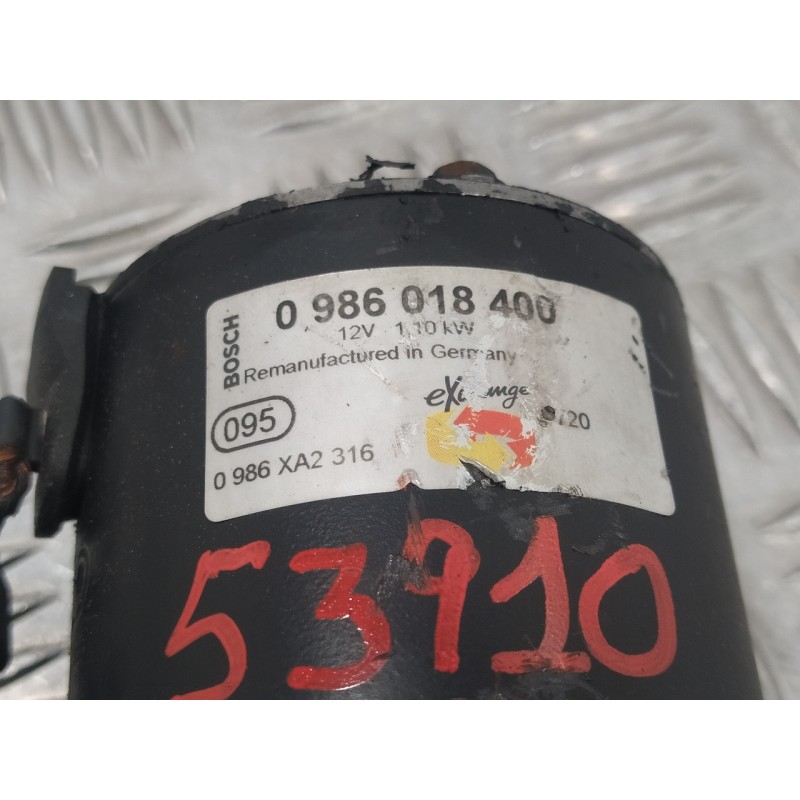 BOSCH
0 986 018 400
12V 1,10 kW
Remanufactured in Germany
eXchange
095
/20
0 986 XA2 316
53910